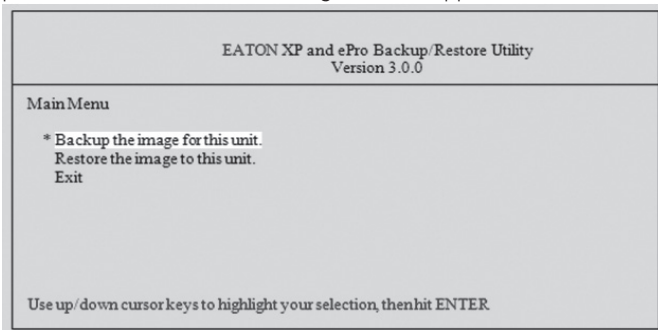 EATON XP and ePro Backup/Restore Utility
Version 3.0.0
Main Menu
* Backup the image for this unit.
Restore the image to this unit.
Exit
Use up/down cursor keys to highlight your selection, then hit ENTER